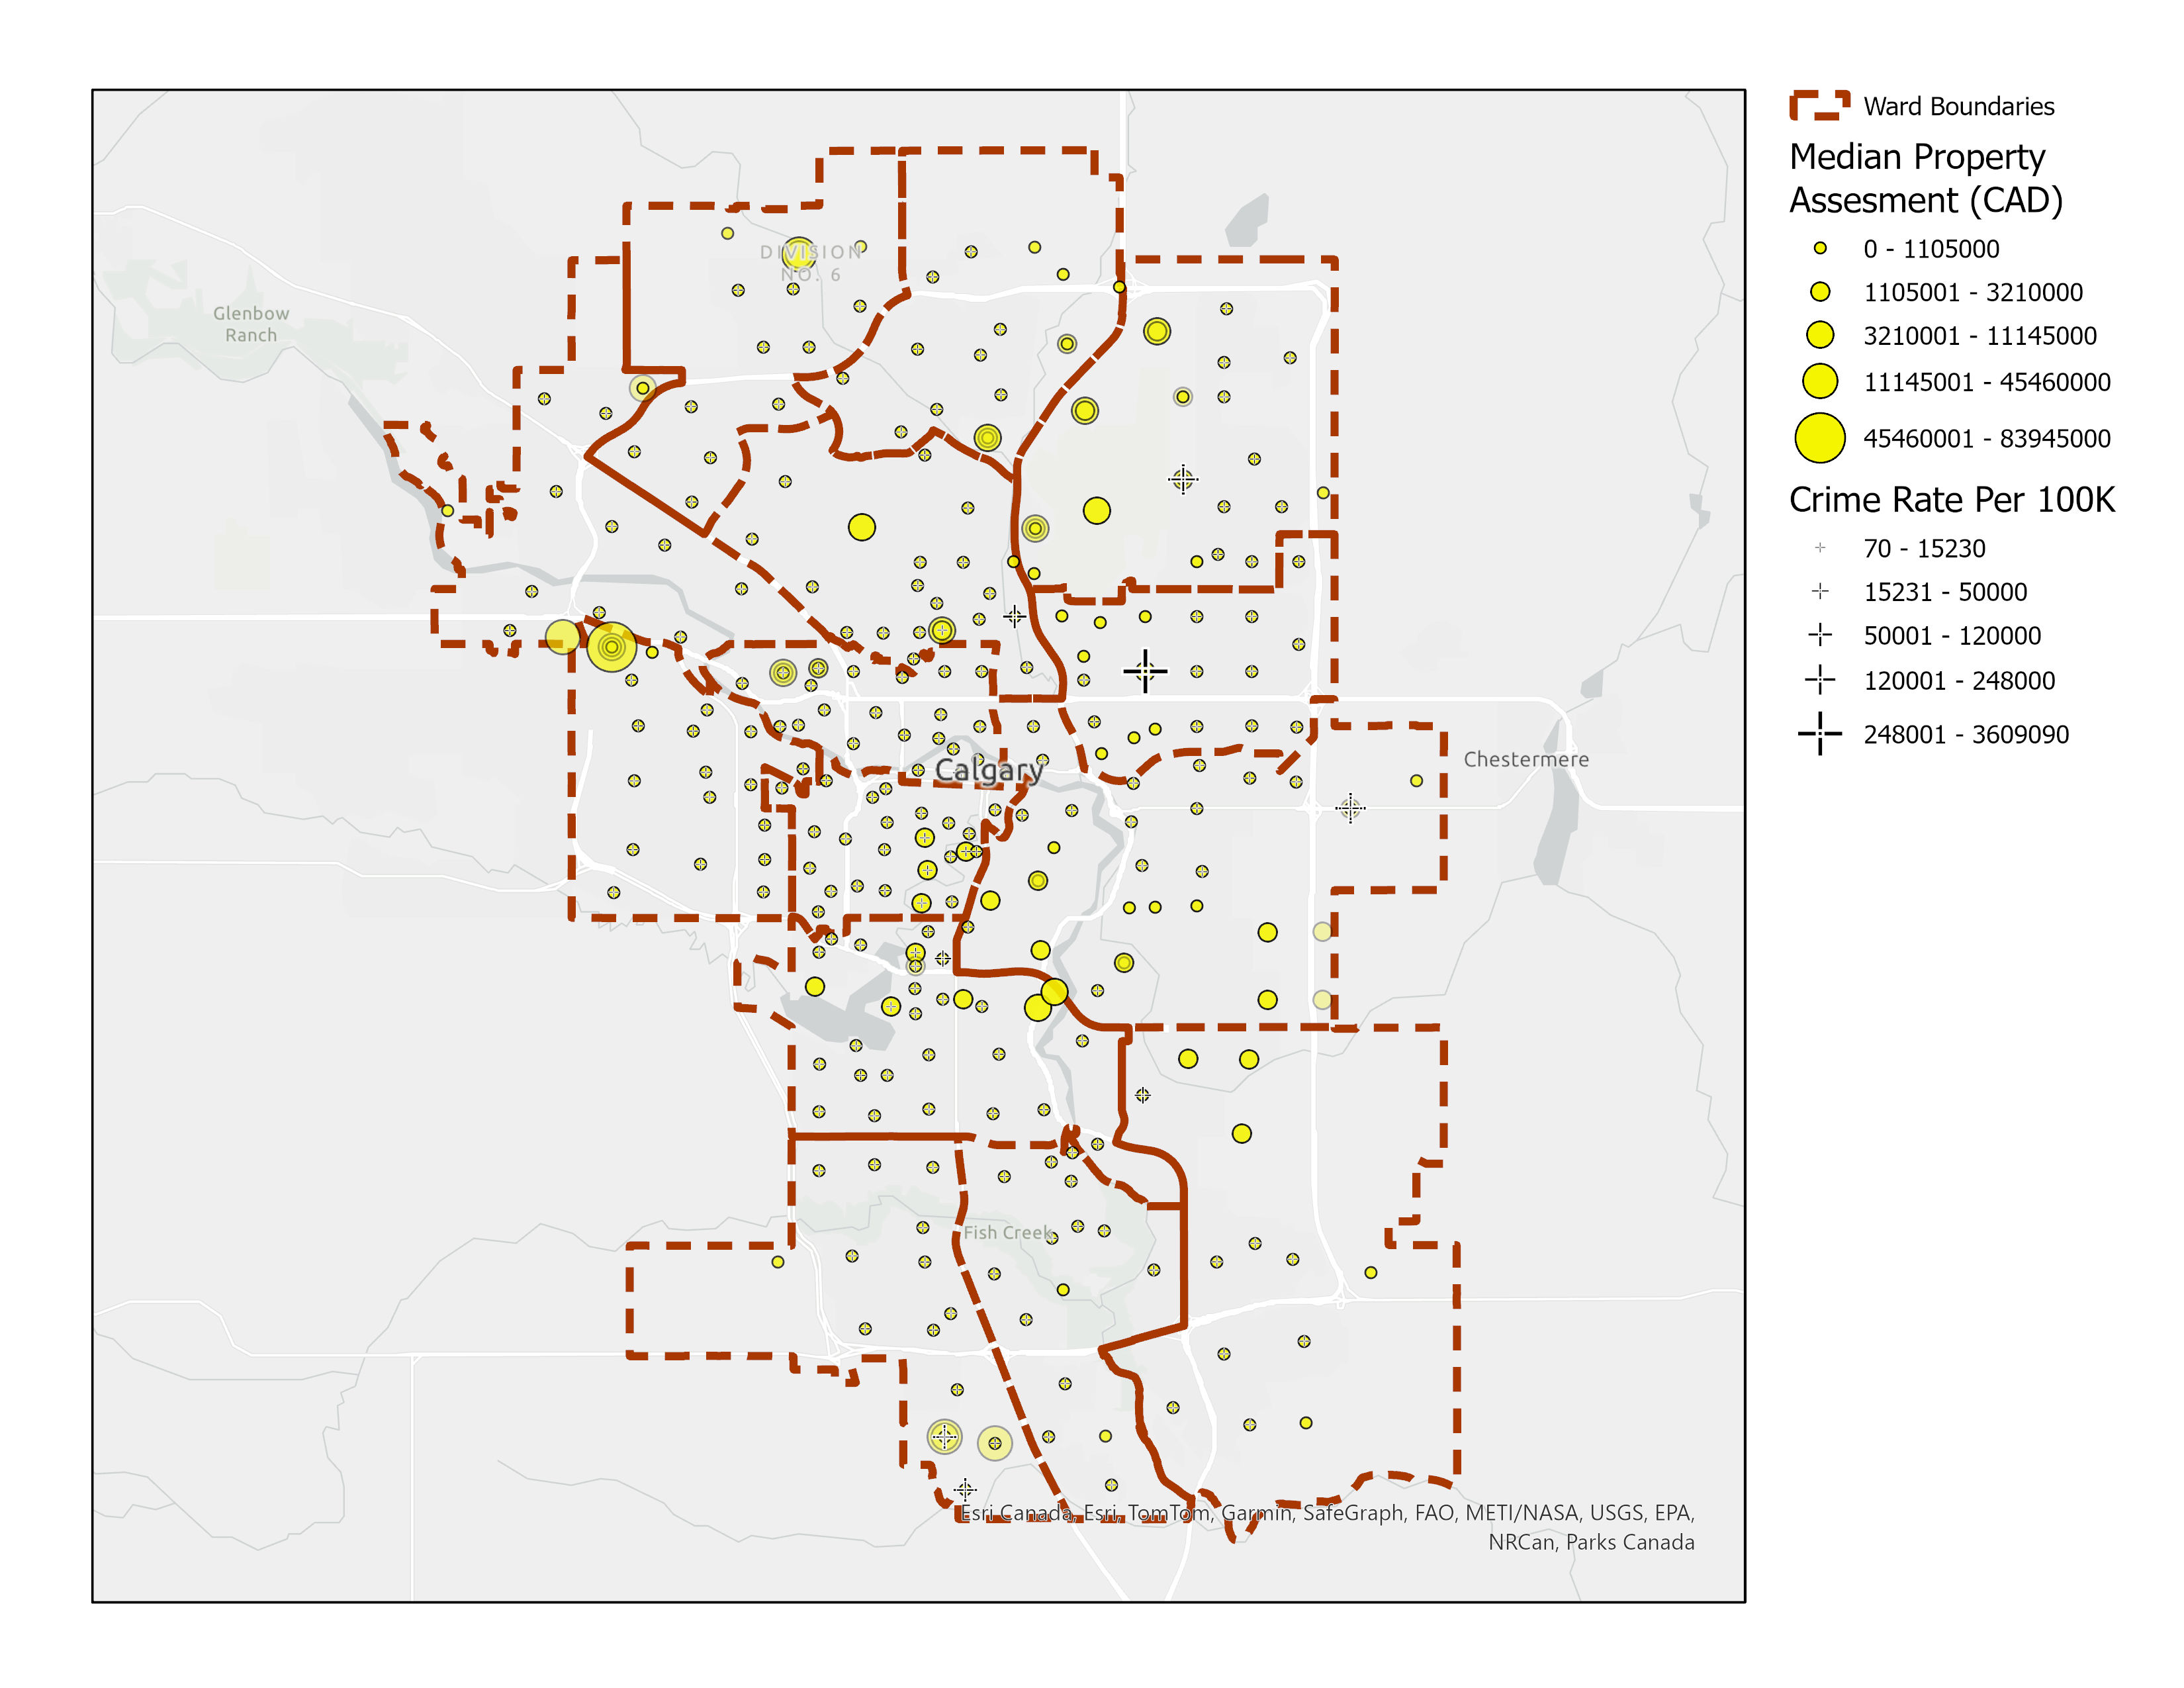 Ward Boundaries
Median Property
Assesment (CAD)
0 - 1105000
1105001 - 3210000
3210001 - 11145000
11145001 - 45460000
45460001 - 83945000
Crime Rate Per 100K
70 - 15230
15231 - 50000
50001 - 120000
120001 - 248000
248001 - 3609090
DIVISION
NO. 6
Glenbow
Ranch
Calgary
Chestermere
Fish Creek
Esri Canada, Esri, TomTom, Garmin, SafeGraph, FAO, METI/NASA, USGS, EPA,
NRCan, Parks Canada